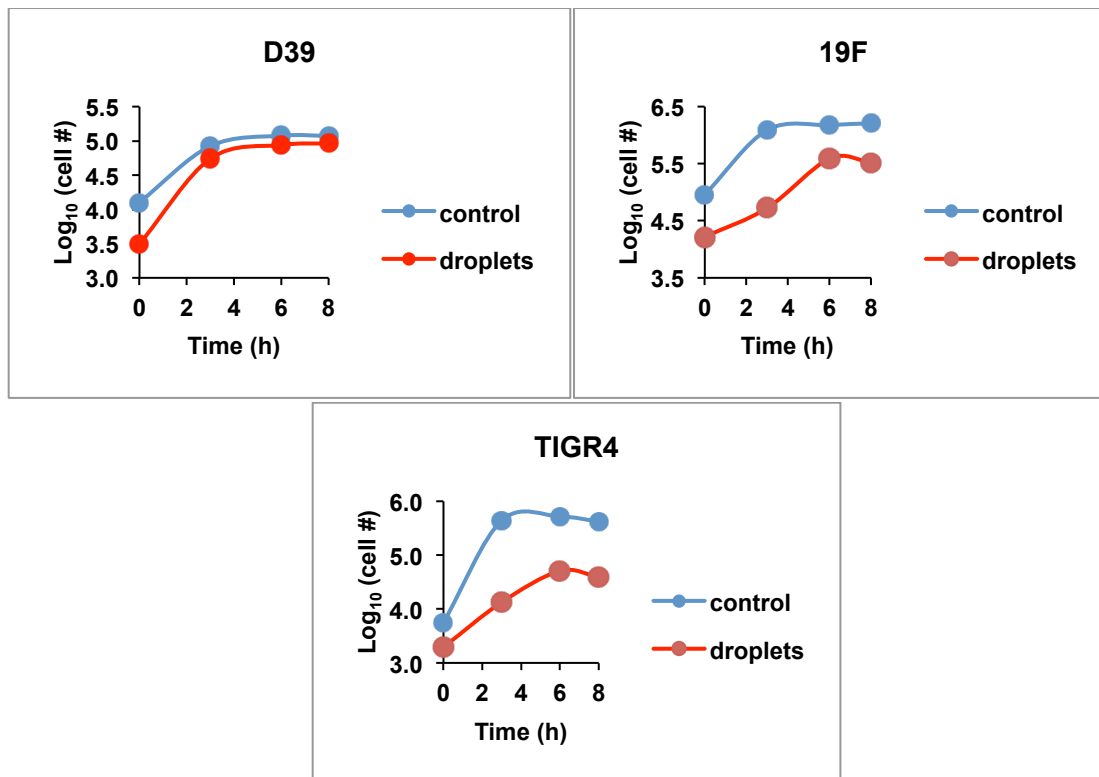 D39
5.5
5.0
4.5
4.0
3.5
3.0
Log₁₀ (cell #)
0 2 4 6 8
Time (h)
control
droplets
19F
6.5
5.5
4.5
3.5
Log₁₀ (cell #)
0 2 4 6 8
Time (h)
control
droplets
TIGR4
6.0
5.0
4.0
3.0
Log₁₀ (cell #)
0 2 4 6 8
Time (h)
control
droplets